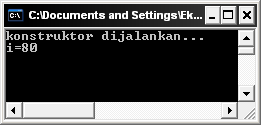 C:\Documents and Settings\Ek...
konstruktor dijalankan...
i=80